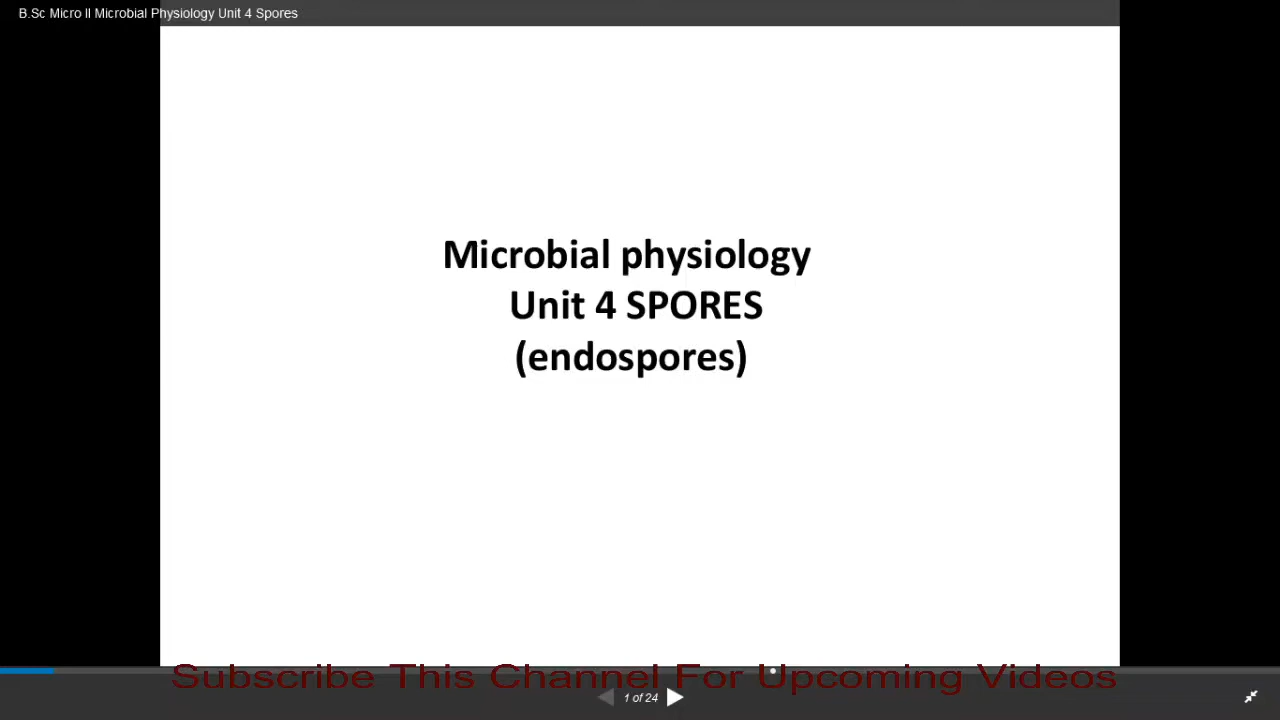 B.Sc Micro II Microbial Physiology Unit 4 Spores
Microbial physiology
Unit 4 SPORES
(endospores)
Subscribe This Channel For Upcoming Videos
1 of 24